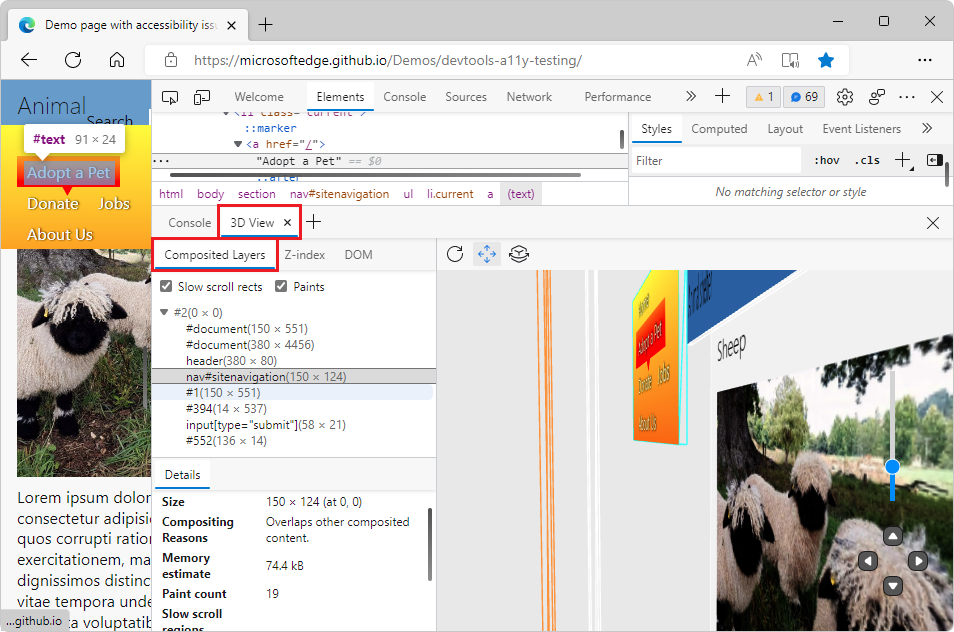 Demo page with accessibility iss
https://microsoftedge.github.io/Demos/devtools-a11y-testing/
Animal
Search
#text 91 × 24
Adopt a Pet
Donate Jobs
About Us
Lorem ipsum dolor
consectetur adipisi
quos corrupti ration
exercitationem, ma
dignissimos distinc
vitae tempora unde
a voluptatib
...github.io
Welcome Elements Console Sources Network Performance 1 69
<li class="current">
::marker
<a href="/">
"Adopt a Pet" == $0
::after
html body section nav#sitenavigation ul li.current a (text)
Styles Computed Layout Event Listeners
Filter :hov .cls
No matching selector or style
Console 3D View
Composited Layers Z-index DOM
Slow scroll rects Paints
#2(0 × 0)
#document(150 × 551)
#document(380 × 4456)
header(380 × 80)
nav#sitenavigation(150 × 124)
#1(150 × 551)
#394(14 × 537)
input[type="submit"](58 × 21)
#552(136 × 14)
Details
Size 150 × 124 (at 0, 0)
Compositing Reasons Overlaps other composited
content.
Memory estimate 74.4 kB
Paint count 19
Slow scroll
regions
Adopt a Pet
Donate Jobs
About Us
Sheep